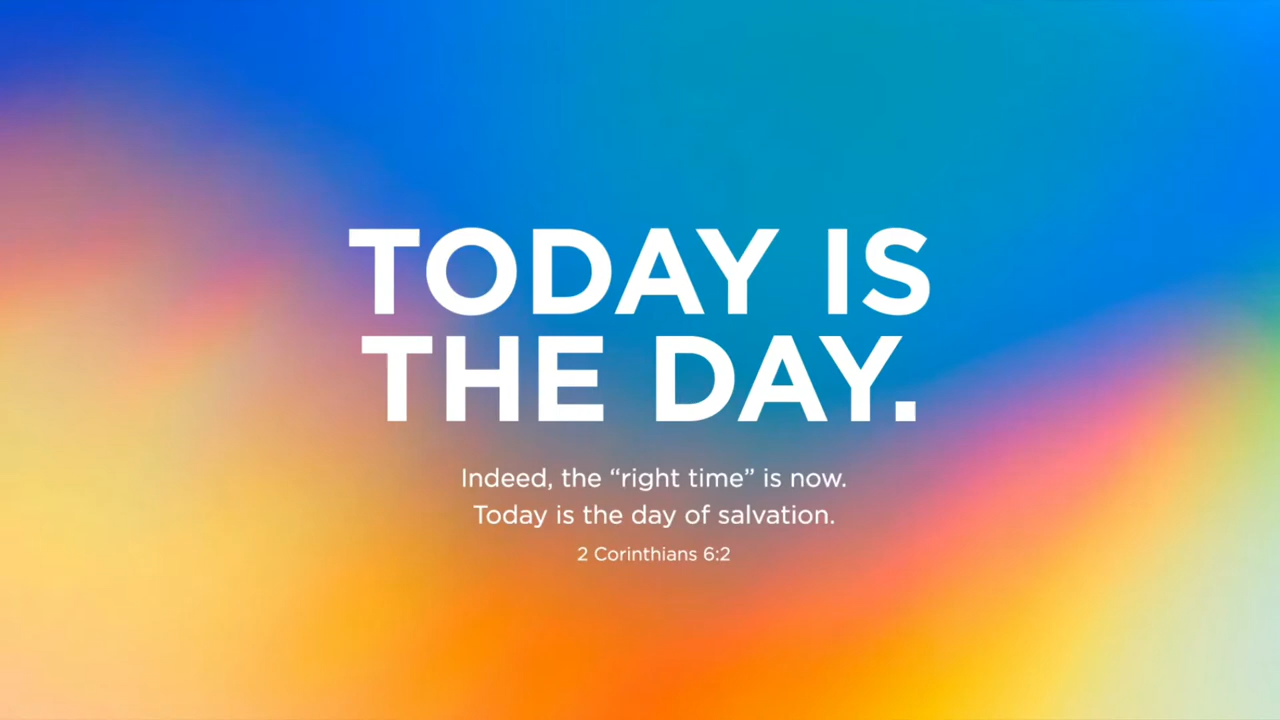 TODAY IS
THE DAY.
Indeed, the “right time” is now.
Today is the day of salvation.
2 Corinthians 6:2